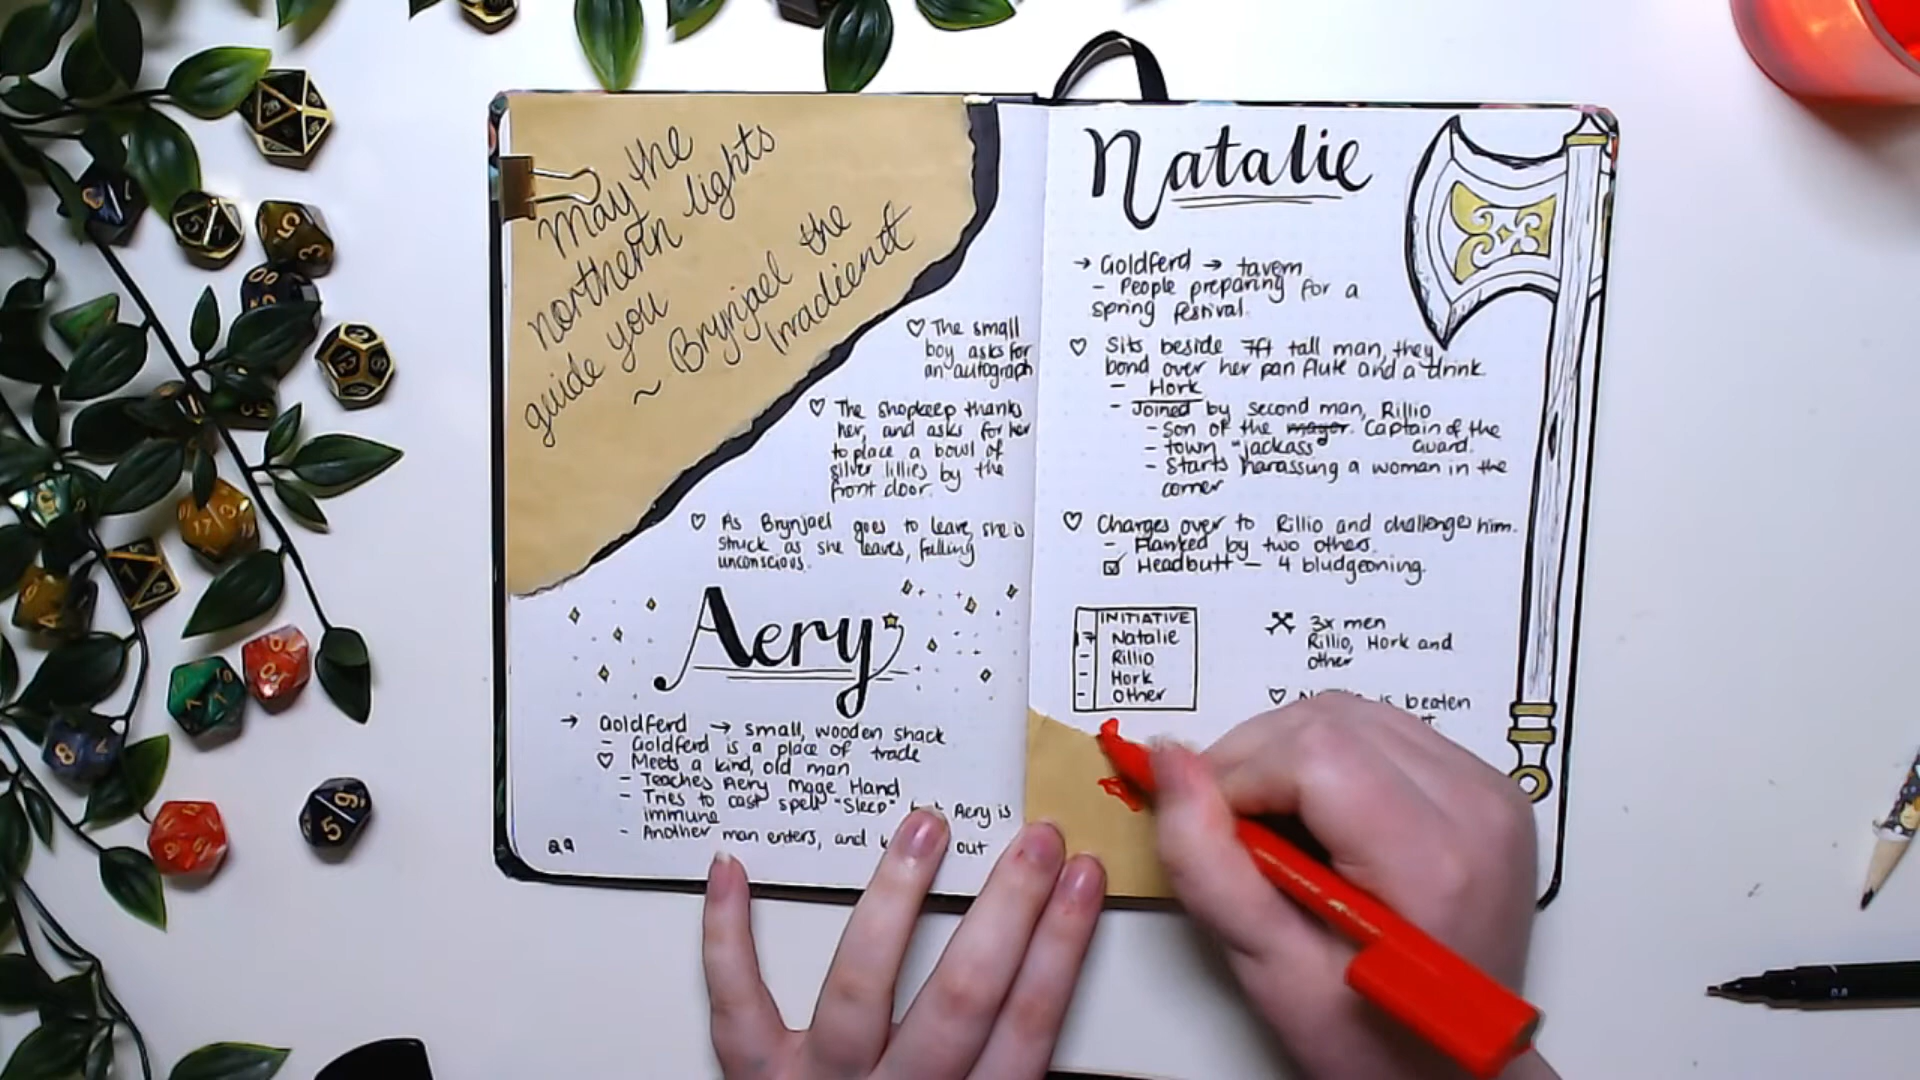 May the
northern lights
guide you
~ Brynjael the
Irradient
♡ The small
boy asks for
an autograph
♡ The shopkeep thanks
her, and asks for her
to place a bowl of
silver lillies by the
front door.
♡ As Brynjael goes to leave, she is
struck as she leaves, falling
unconscious.
Aery
→ Goldferd → small, wooden shack
- Goldferd is a place of trade
♡ Meets a kind, old man
- Teaches Aery Mage Hand
- Tries to cast spell "Sleep" Aery is
immune
- Another man enters, and out
29
Natalie
→ Goldferd → tavern
- People preparing for a
spring festival.
♡ Sits beside 7ft tall man, they
bond over her pan flute and a drink
- Hork
- Joined by second man, Rillio
- Son of the mayor. Captain of the
Guard.
- town "jackass"
- Starts harassing a woman in the
corner
♡ Charges over to Rillio and challenges him.
- Flanked by two others.
☑ Headbutt — 4 bludgeoning.
INITIATIVE
17 Natalie
- Rillio
- Hork
- Other
3x men
Rillio, Hork and
other
♡ is beaten